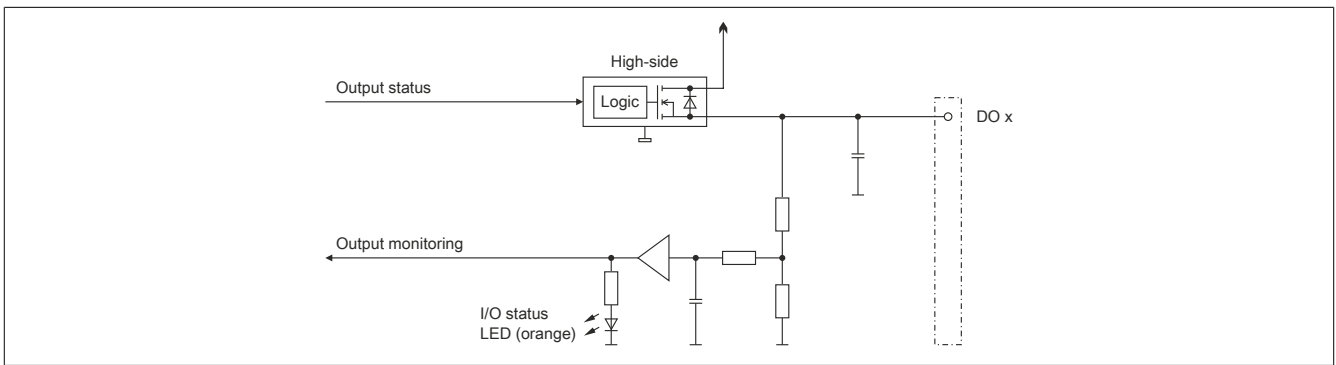 High-side
Output status
Logic
DO x
Output monitoring
I/O status
LED (orange)